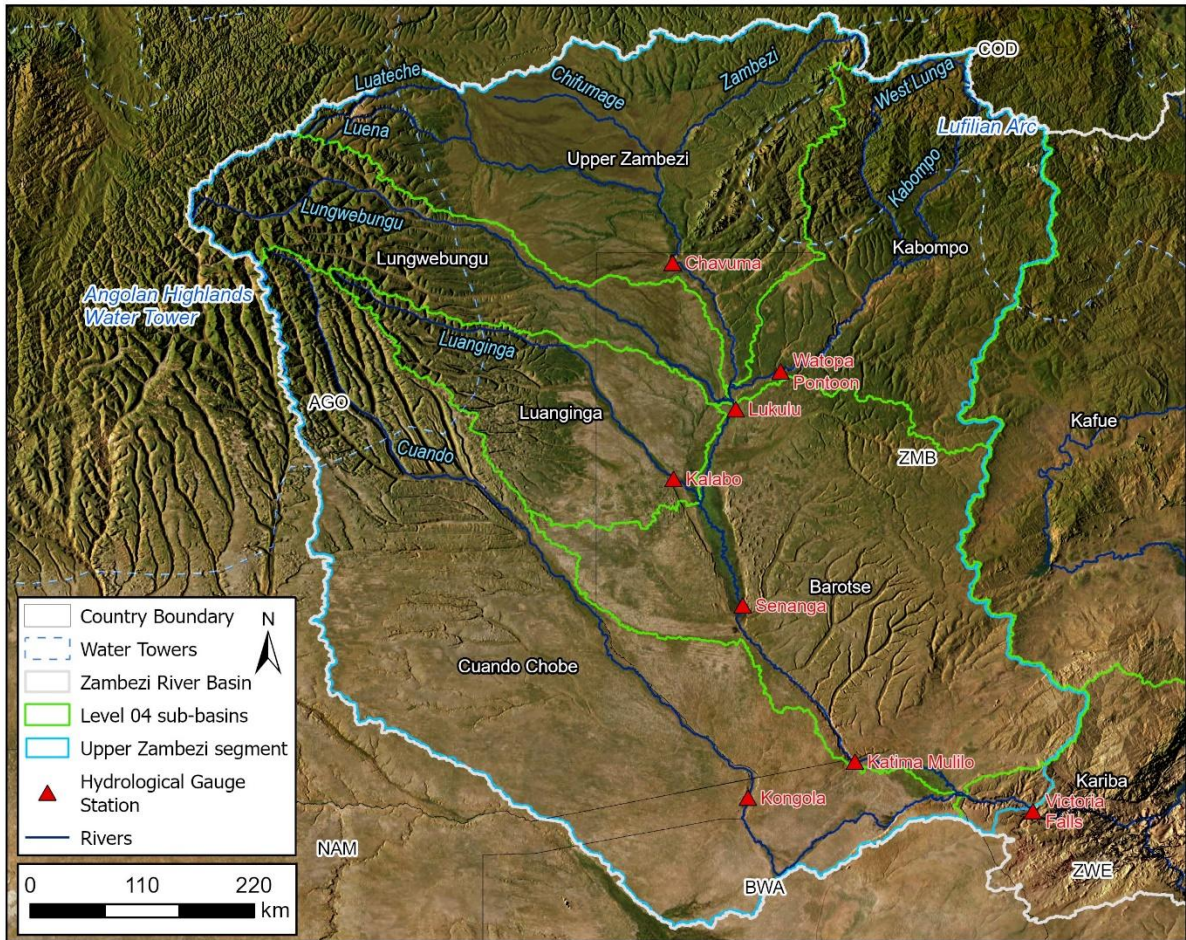 COD
Zambezi
West Lunga
Luateche
Chifumage
Lufilian Arc
Luena
Upper Zambezi
Kabompo
Lungwebungu
Kabompo
Lungwebungu
Chavuma
Angolan Highlands
Water Tower
Luanginga
Watopa
Pontoon
AGO
Luanginga
Lukulu
Kafue
Cuando
ZMB
Kalabo
Barotse
Senanga
Cuando Chobe
Katima Mulilo
Kariba
Kongola
Victoria
Falls
NAM
BWA
ZWE
Country Boundary
N
Water Towers
Zambezi River Basin
Level 04 sub-basins
Upper Zambezi segment
Hydrological Gauge
Station
Rivers
0 110 220
km